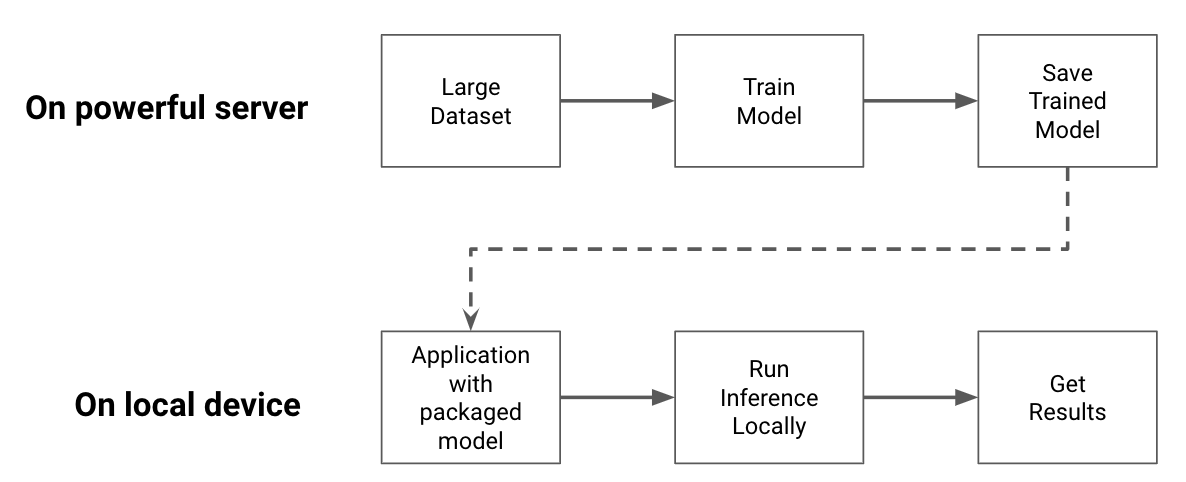 On powerful server
Large
Dataset
Train
Model
Save
Trained
Model
On local device
Application
with
packaged
model
Run
Inference
Locally
Get
Results